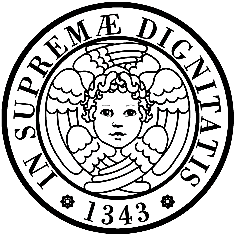 IN SUPREMÆ DIGNITATIS
1343